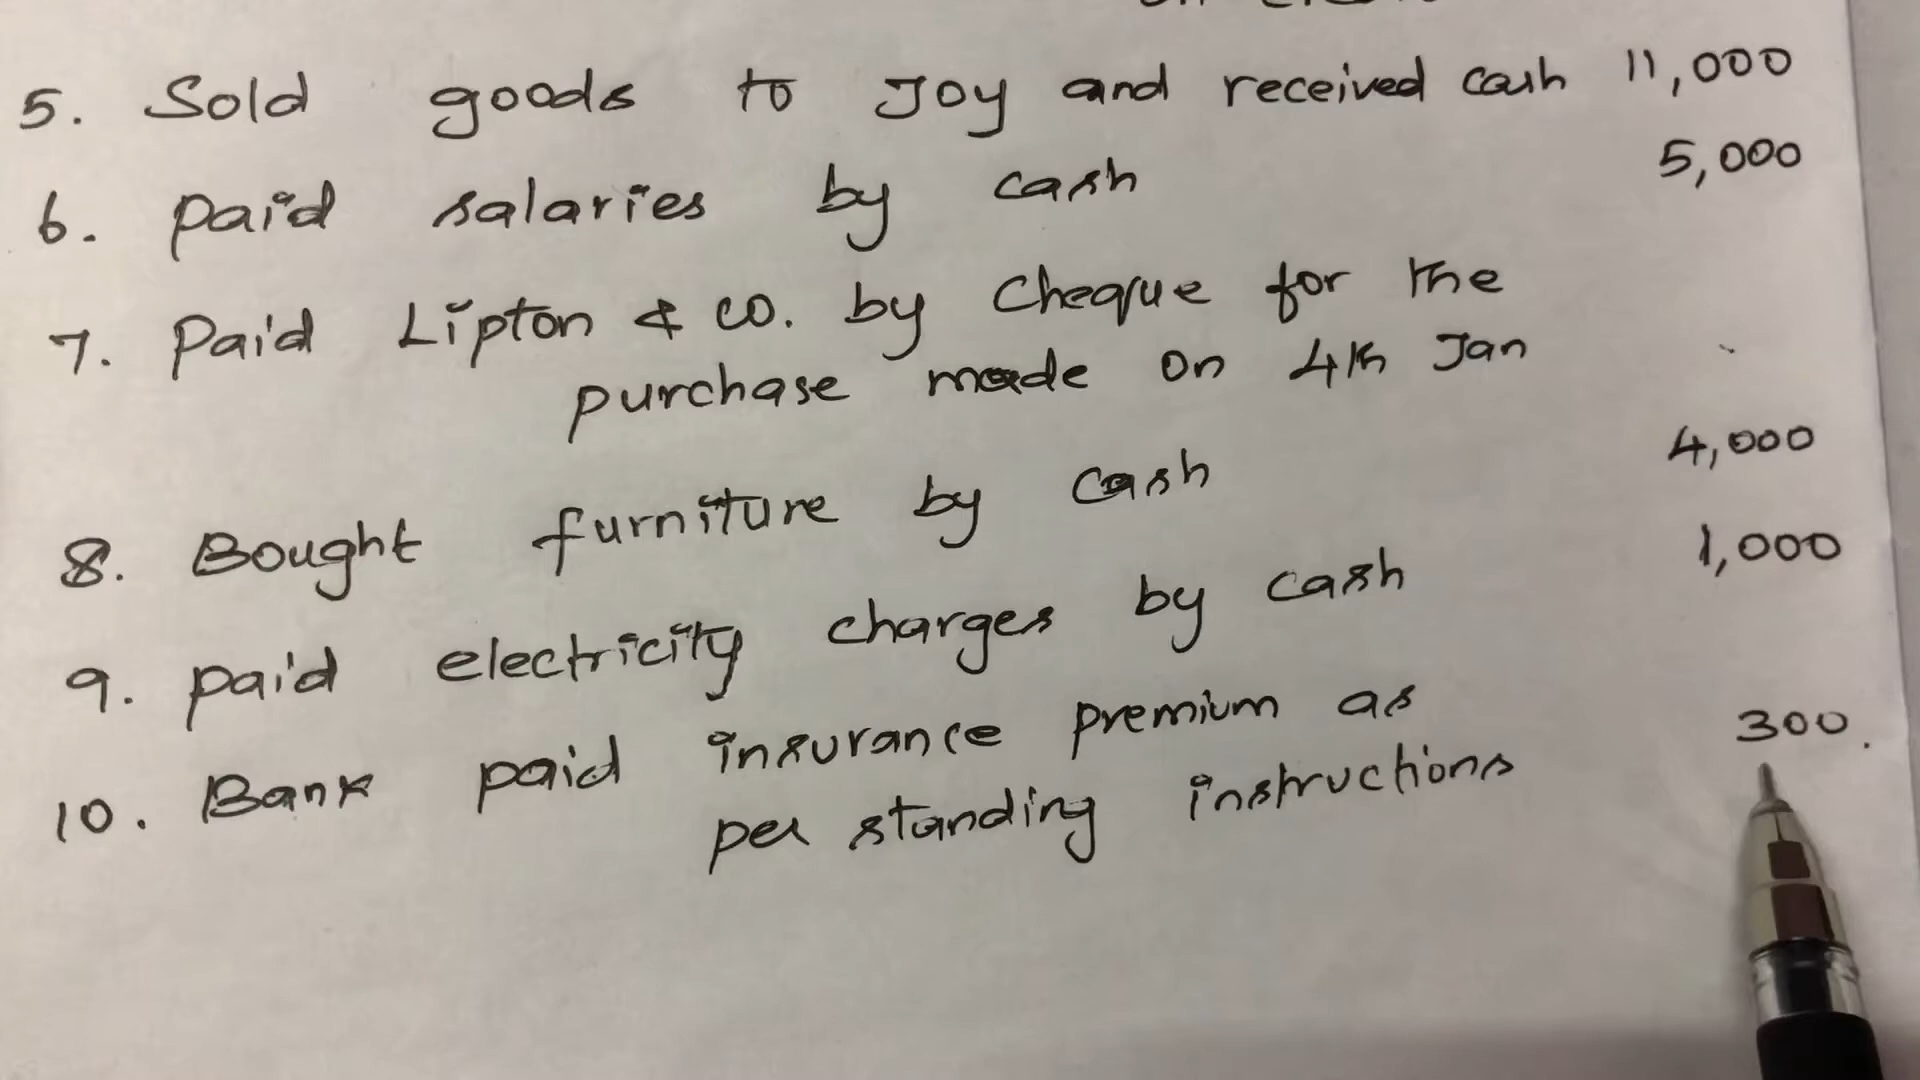 5. Sold goods to Joy and received cash 11,000
6. paid salaries by cash 5,000
7. Paid Lipton & co. by cheque for the
purchase made on 4th Jan
8. Bought furniture by cash 4,000
9. paid electricity charges by cash 1,000
10. Bank paid insurance premium as
per standing instructions 300.